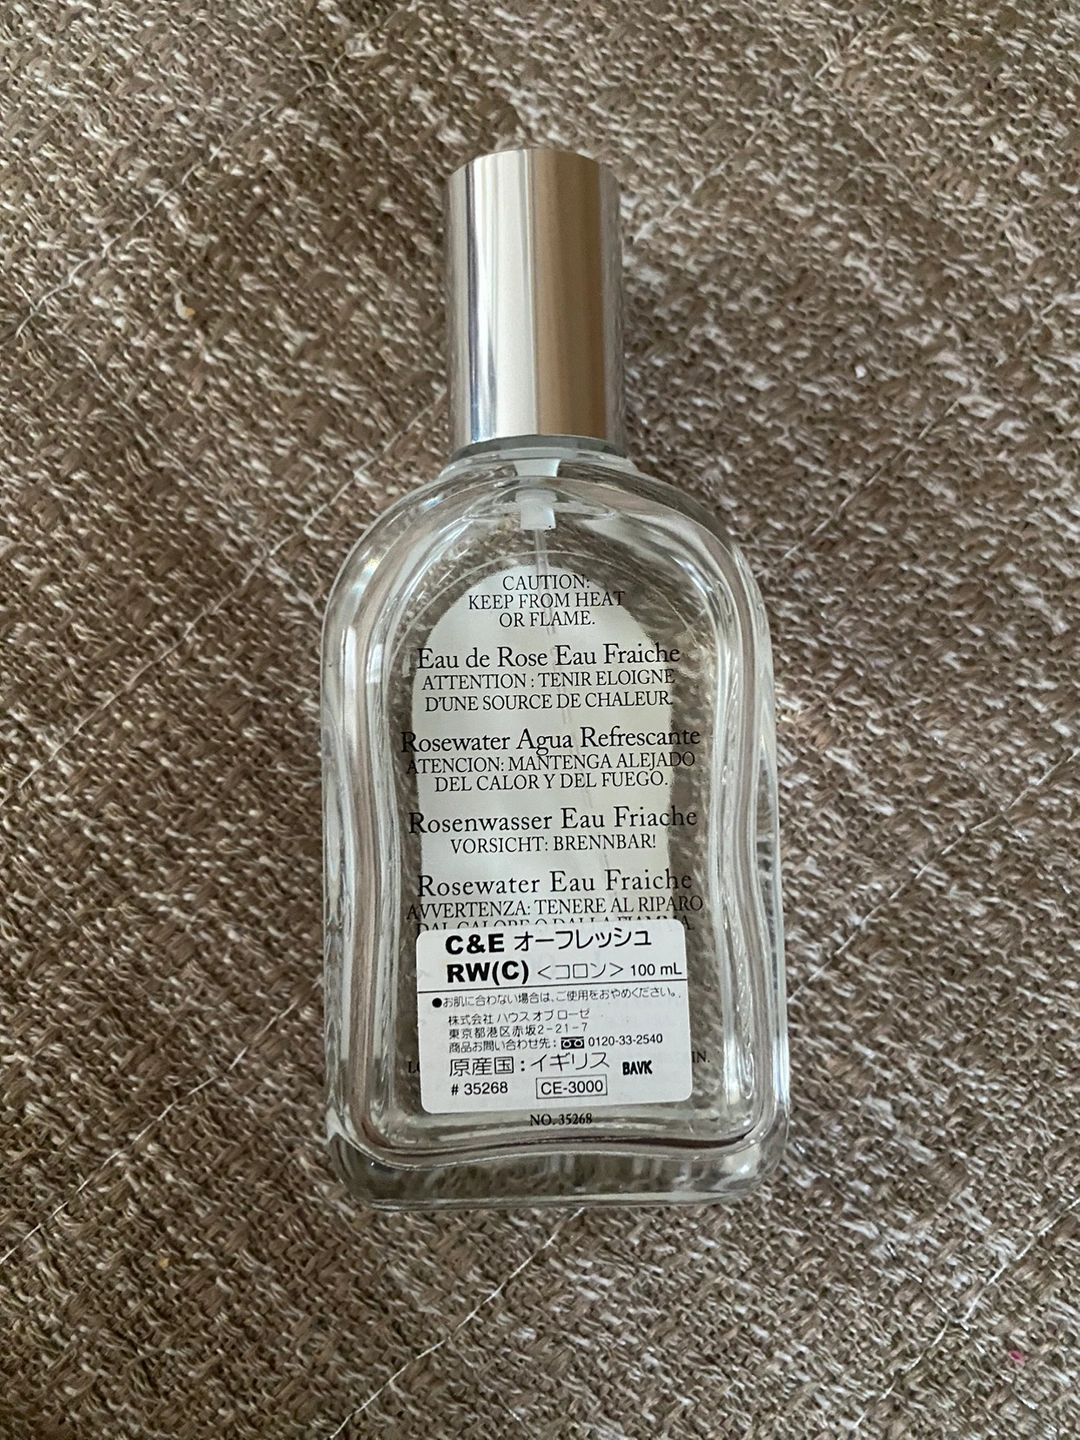 CAUTION:
KEEP FROM HEAT
OR FLAME.
Eau de Rose Eau Fraiche
ATTENTION : TENIR ELOIGNE
D'UNE SOURCE DE CHALEUR.
Rosewater Agua Refrescante
ATENCION: MANTENGA ALEJADO
DEL CALOR Y DEL FUEGO.
Rosenwasser Eau Friache
VORSICHT: BRENNBAR!
Rosewater Eau Fraiche
AVVERTENZA: TENERE AL RIPARO
DAL CALORE O DALLA FIAMMA.
C&E オーフレッシュ
RW(C) <コロン> 100 mL
●お肌に合わない場合は、ご使用をおやめください。
株式会社 ハウス オブ ローゼ
東京都港区赤坂2-21-7
商品お問い合わせ先: 0120-33-2540
原産国:イギリス BAVK
# 35268 CE-3000
NO. 35268